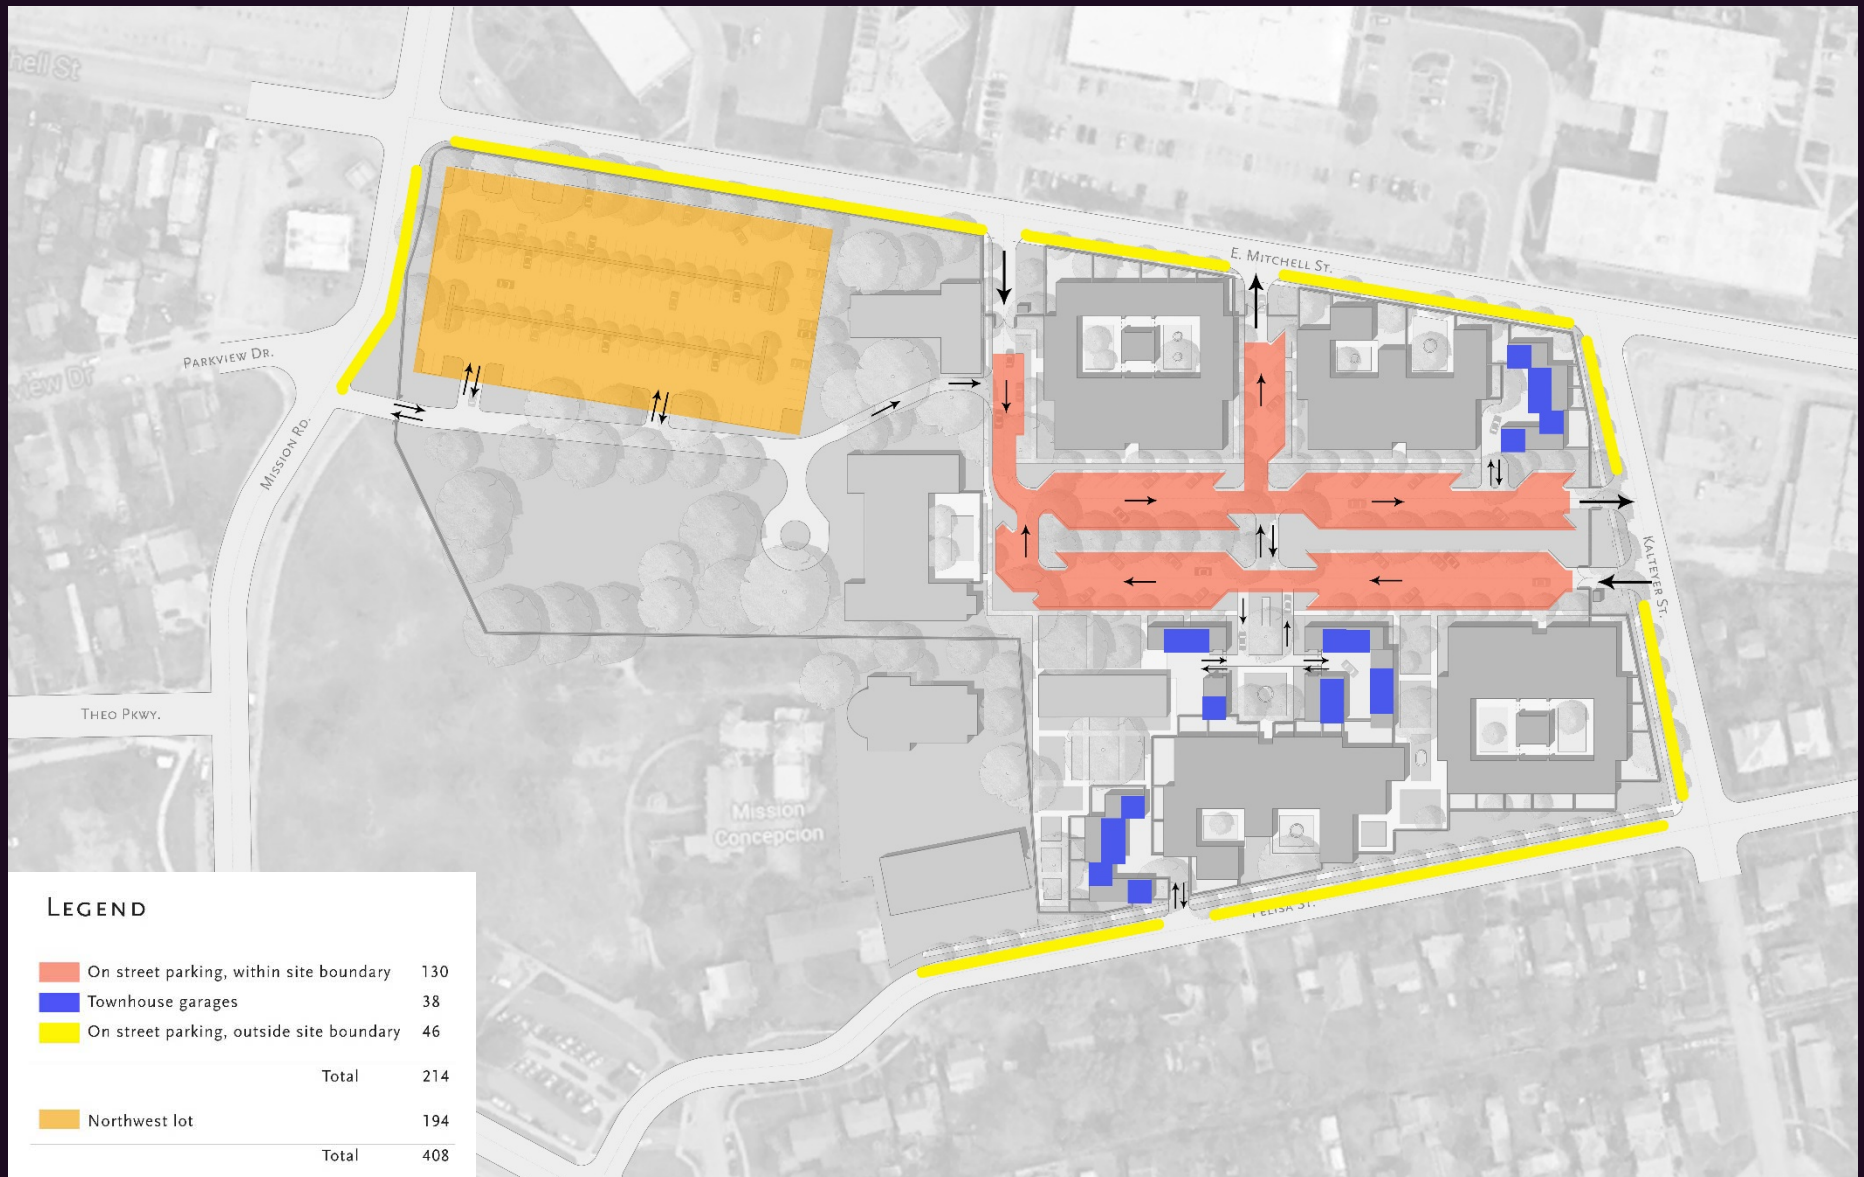 hell St
E. MITCHELL ST.
PARKVIEW DR.
view Dr
MISSION RD.
KALTEYER ST.
THEO PKWY.
Mission
Concepcion
FELISA ST.
LEGEND
On street parking, within site boundary 130
Townhouse garages 38
On street parking, outside site boundary 46
Total 214
Northwest lot 194
Total 408